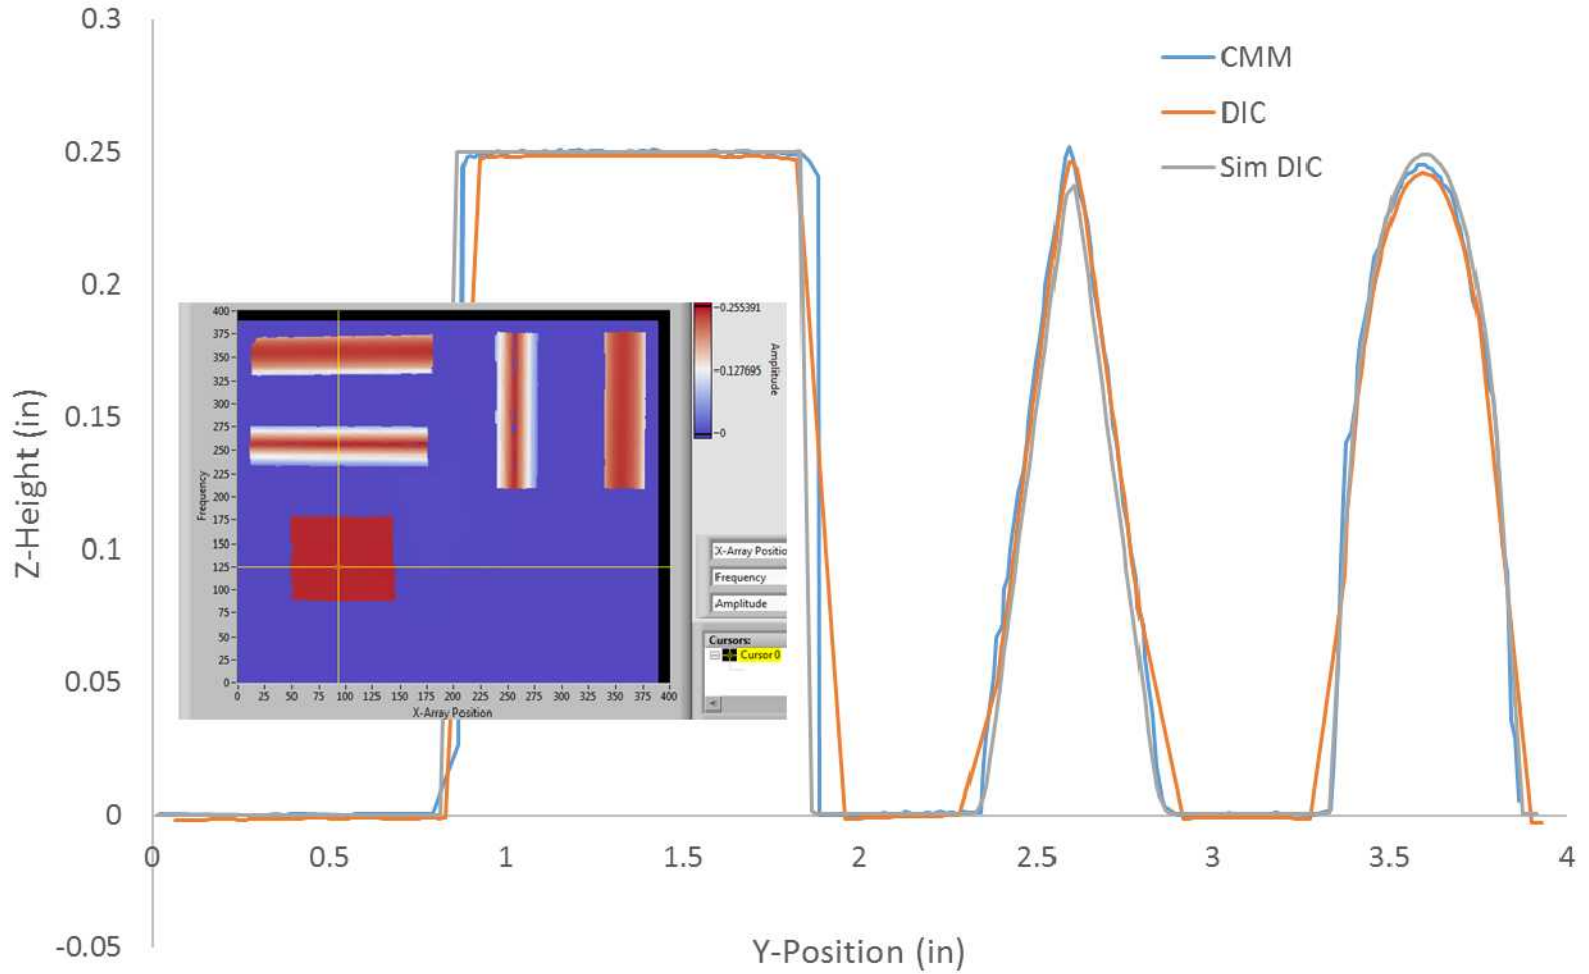 0.3
0.25
0.2
0.15
0.1
0.05
0
-0.05
Z-Height (in)
0 0.5 1 1.5 2 2.5 3 3.5 4
Y-Position (in)
CMM
DIC
Sim DIC
400
375
350
325
300
275
250
225
200
175
150
125
100
75
50
25
0
Frequency
0 25 50 75 100 125 150 175 200 225 250 275 300 325 350 375 400
X-Array Position
-0.255391
-0.127695
-0
Amplitude
X-Array Positio
Frequency
Amplitude
Cursors:
Cursor 0